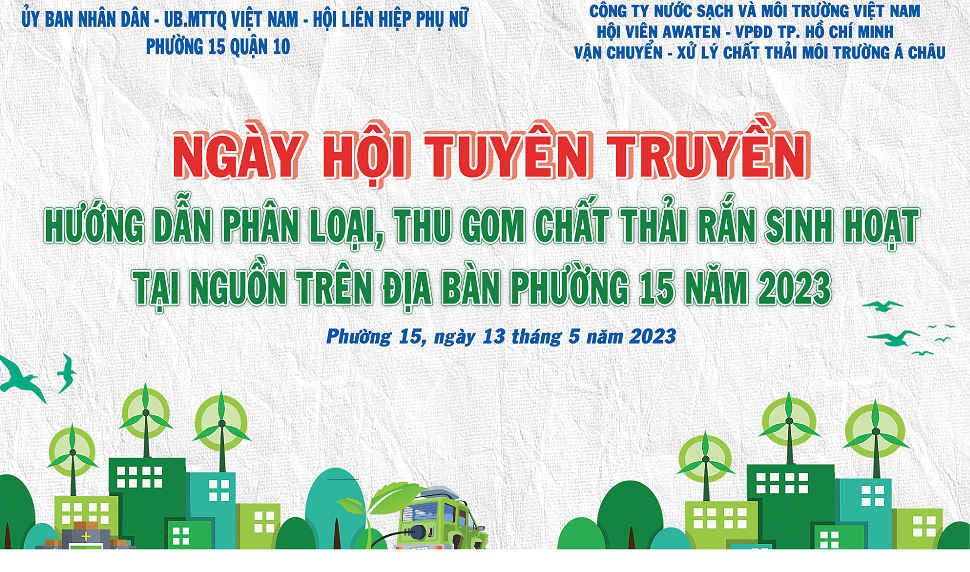 ỦY BAN NHÂN DÂN - UB.MTTQ VIỆT NAM - HỘI LIÊN HIỆP PHỤ NỮ
PHƯỜNG 15 QUẬN 10
CÔNG TY NƯỚC SẠCH VÀ MÔI TRƯỜNG VIỆT NAM
HỘI VIÊN AWATEN - VPĐD TP. HỒ CHÍ MINH
VẬN CHUYỂN - XỬ LÝ CHẤT THẢI MÔI TRƯỜNG Á CHÂU
NGÀY HỘI TUYÊN TRUYỀN
HƯỚNG DẪN PHÂN LOẠI, THU GOM CHẤT THẢI RẮN SINH HOẠT
TẠI NGUỒN TRÊN ĐỊA BÀN PHƯỜNG 15 NĂM 2023
Phường 15, ngày 13 tháng 5 năm 2023